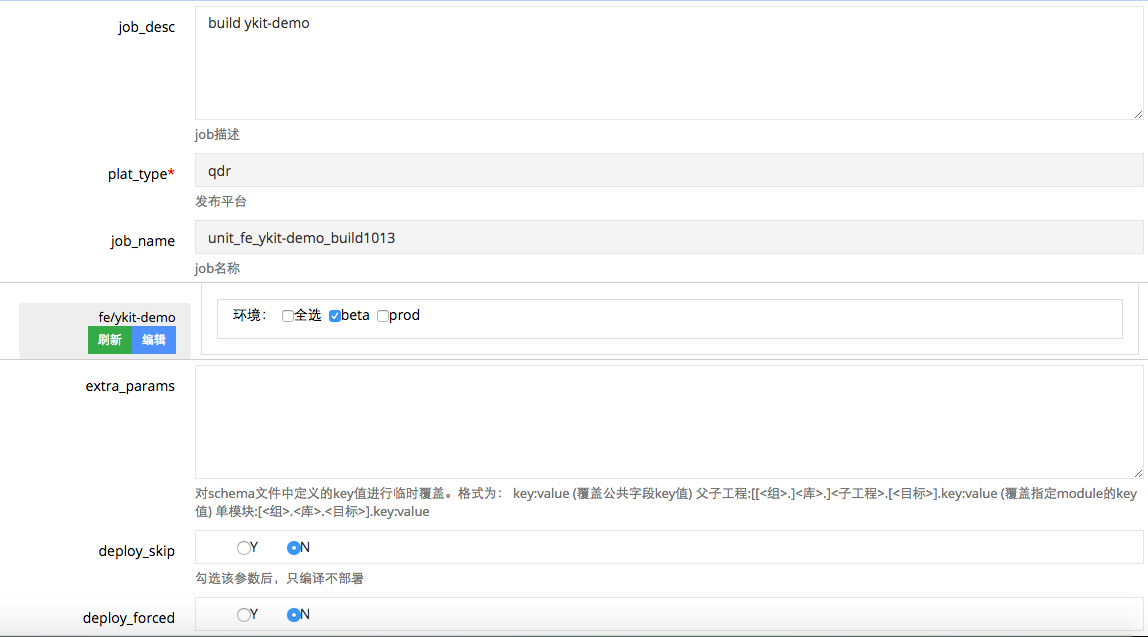 job_desc
build ykit-demo
job描述
plat_type*
qdr
发布平台
job_name
unit_fe_ykit-demo_build1013
job名称
fe/ykit-demo
刷新 编辑
环境： 全选 beta prod
extra_params
对schema文件中定义的key值进行临时覆盖。格式为： key:value (覆盖公共字段key值) 父子工程:[[<组>.]<库>.]<子工程>.[<目标>].key:value (覆盖指定module的key
值) 单模块:[<组>.<库>.<目标>].key:value
deploy_skip
Y N
勾选该参数后，只编译不部署
deploy_forced
Y N